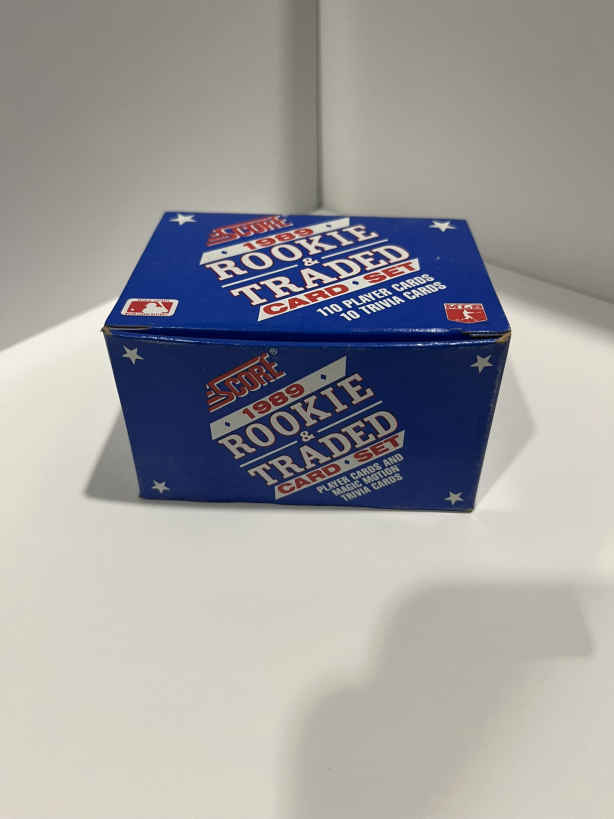 SCORE
1989
ROOKIE
&
TRADED
CARD • SET
110 PLAYER CARDS
10 TRIVIA CARDS
SCORE®
1989
ROOKIE
&
TRADED
CARD • SET
PLAYER CARDS AND
MAGIC MOTION
TRIVIA CARDS